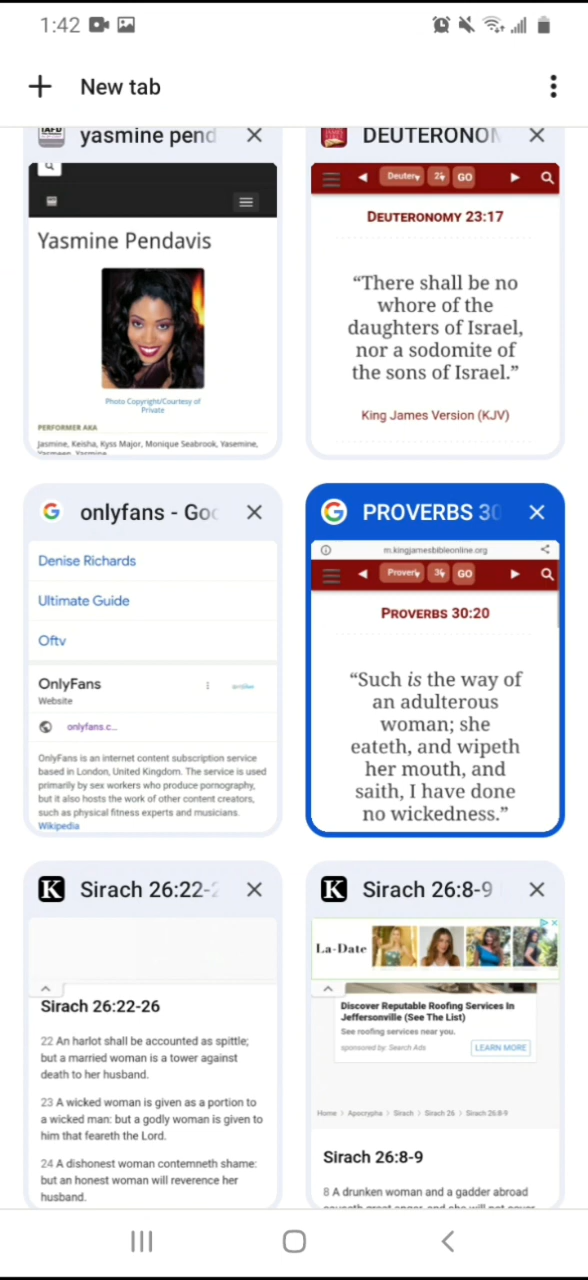 1:42
New tab
yasmine pend
DEUTERONOM
Yasmine Pendavis
Photo Copyright/Courtesy of
Private
PERFORMER AKA
Jasmine, Keisha, Kyss Major, Monique Seabrook, Yasemine,
Yasmeen, Yasmine
Deuter
GO
DEUTERONOMY 23:17
“There shall be no
whore of the
daughters of Israel,
nor a sodomite of
the sons of Israel.”
King James Version (KJV)
onlyfans - Goo
PROVERBS 30
Denise Richards
Ultimate Guide
Oftv
OnlyFans
Website
onlyfans.c...
OnlyFans is an internet content subscription service
based in London, United Kingdom. The service is used
primarily by sex workers who produce pornography,
but it also hosts the work of other content creators,
such as physical fitness experts and musicians.
Wikipedia
m.kingjamesbibleonline.org
Proverb
GO
PROVERBS 30:20
“Such is the way of
an adulterous
woman; she
eateth, and wipeth
her mouth, and
saith, I have done
no wickedness.”
K
Sirach 26:22-2
K
Sirach 26:8-9
Sirach 26:22-26
22 An harlot shall be accounted as spittle;
but a married woman is a tower against
death to her husband.
23 A wicked woman is given as a portion to
a wicked man: but a godly woman is given to
him that feareth the Lord.
24 A dishonest woman contemneth shame:
but an honest woman will reverence her
husband.
La-Date
Discover Reputable Roofing Services In
Jeffersonville (See The List)
See roofing services near you.
sponsored by: Search Ads
LEARN MORE
Home > Apocrypha > Sirach > Sirach 26 > Sirach 26:8-9
Sirach 26:8-9
8 A drunken woman and a gadder abroad